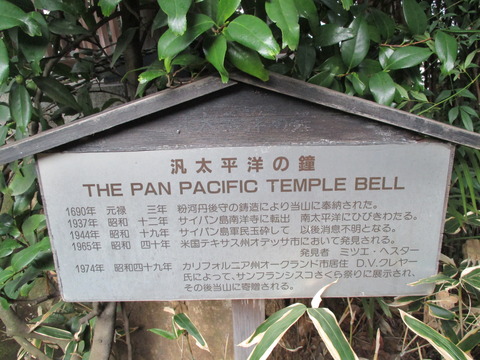 汎太平洋の鐘
THE PAN PACIFIC TEMPLE BELL
1690年 元禄 三年 粉河丹後守の鋳造により当山に奉納された。
1937年 昭和 十二年 サイパン島南洋寺に転出 南太平洋にひびきわたる。
1944年 昭和 十九年 サイパン島軍民玉砕して 以後消息不明となる。
1965年 昭和 四十年 米国テキサス州オデッサ市において発見される。
発見者 ミツエ・ヘスター
1974年 昭和四十九年 カリフォルニア州オークランド市居住 D.V.クレヤー
氏によってサンフランシスコさくら祭りに展示され、
その後当山に寄贈される。